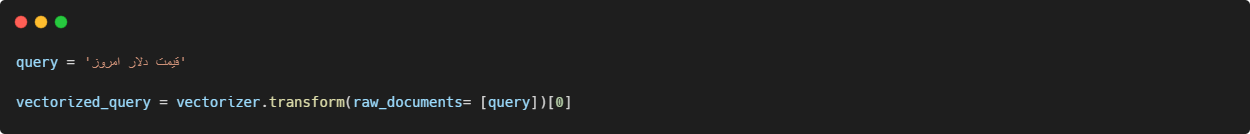 query = 'قیمت دلار امروز'
vectorized_query = vectorizer.transform(raw_documents= [query])[0]